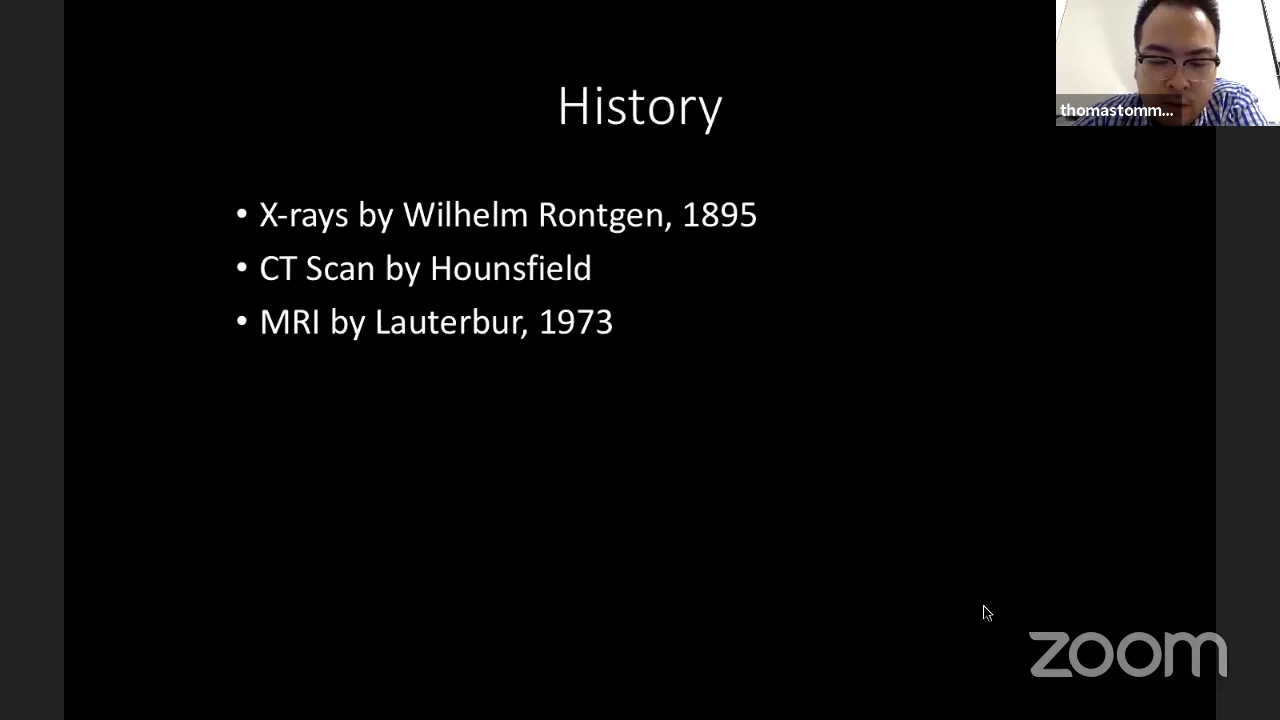 History
thomastomm...
• X-rays by Wilhelm Rontgen, 1895
• CT Scan by Hounsfield
• MRI by Lauterbur, 1973
zoom